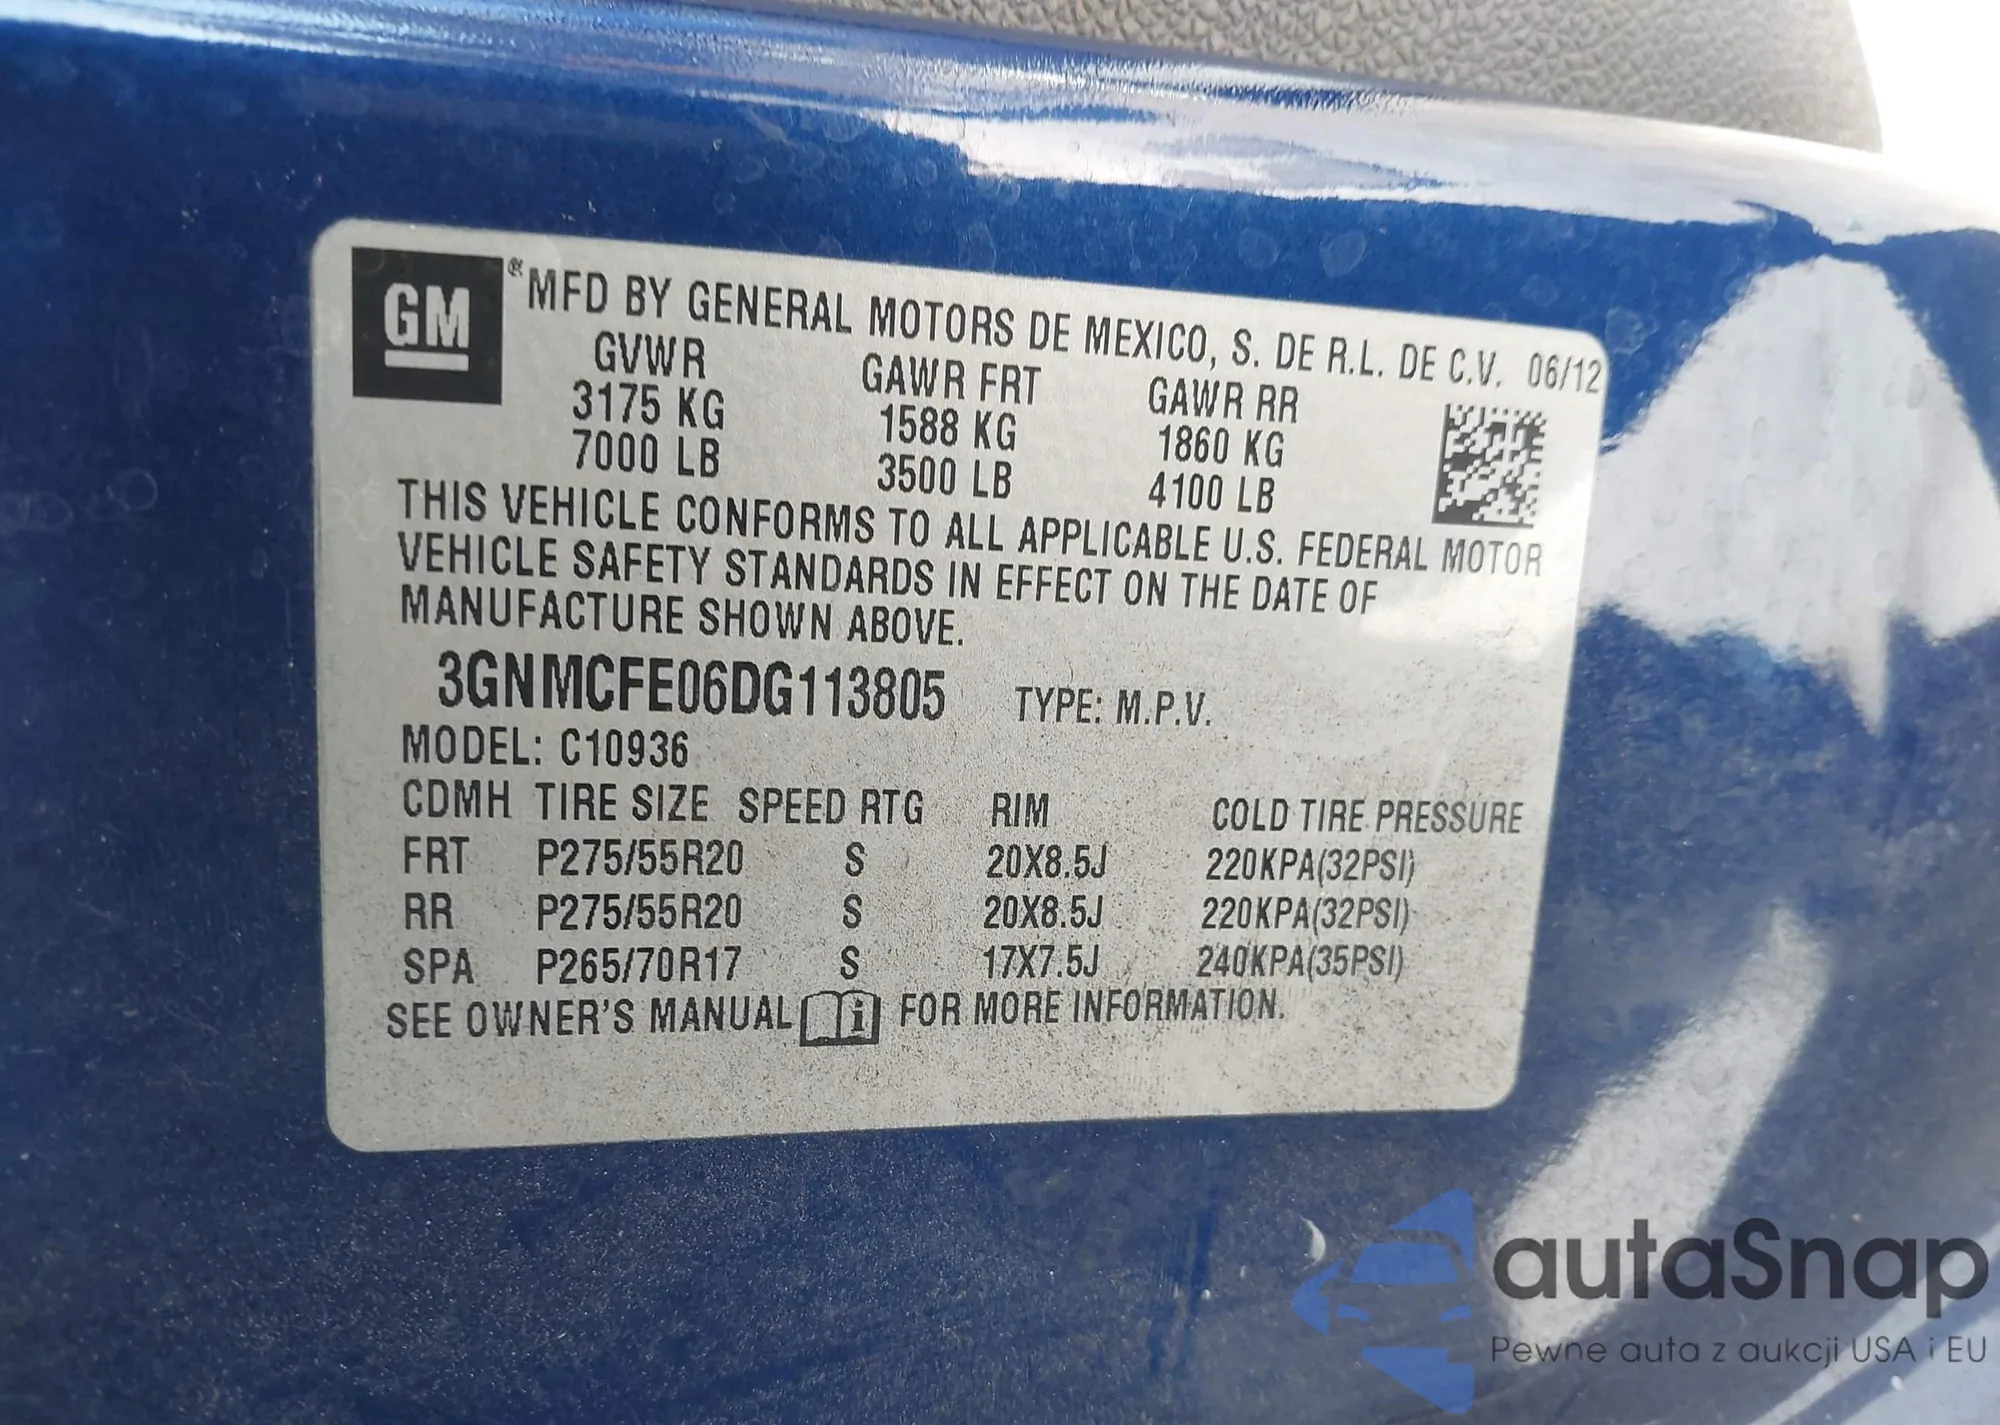 GM ® MFD BY GENERAL MOTORS DE MEXICO, S. DE R.L. DE C.V. 06/12
GVWR GAWR FRT GAWR RR
3175 KG 1588 KG 1860 KG
7000 LB 3500 LB 4100 LB
THIS VEHICLE CONFORMS TO ALL APPLICABLE U.S. FEDERAL MOTOR
VEHICLE SAFETY STANDARDS IN EFFECT ON THE DATE OF
MANUFACTURE SHOWN ABOVE.
3GNMCFE06DG113805 TYPE: M.P.V.
MODEL: C10936
CDMH TIRE SIZE SPEED RTG RIM COLD TIRE PRESSURE
FRT P275/55R20 S 20X8.5J 220KPA(32PSI)
RR P275/55R20 S 20X8.5J 220KPA(32PSI)
SPA P265/70R17 S 17X7.5J 240KPA(35PSI)
SEE OWNER'S MANUAL i FOR MORE INFORMATION.
autaSnap
Pewne auta z aukcji USA i EU